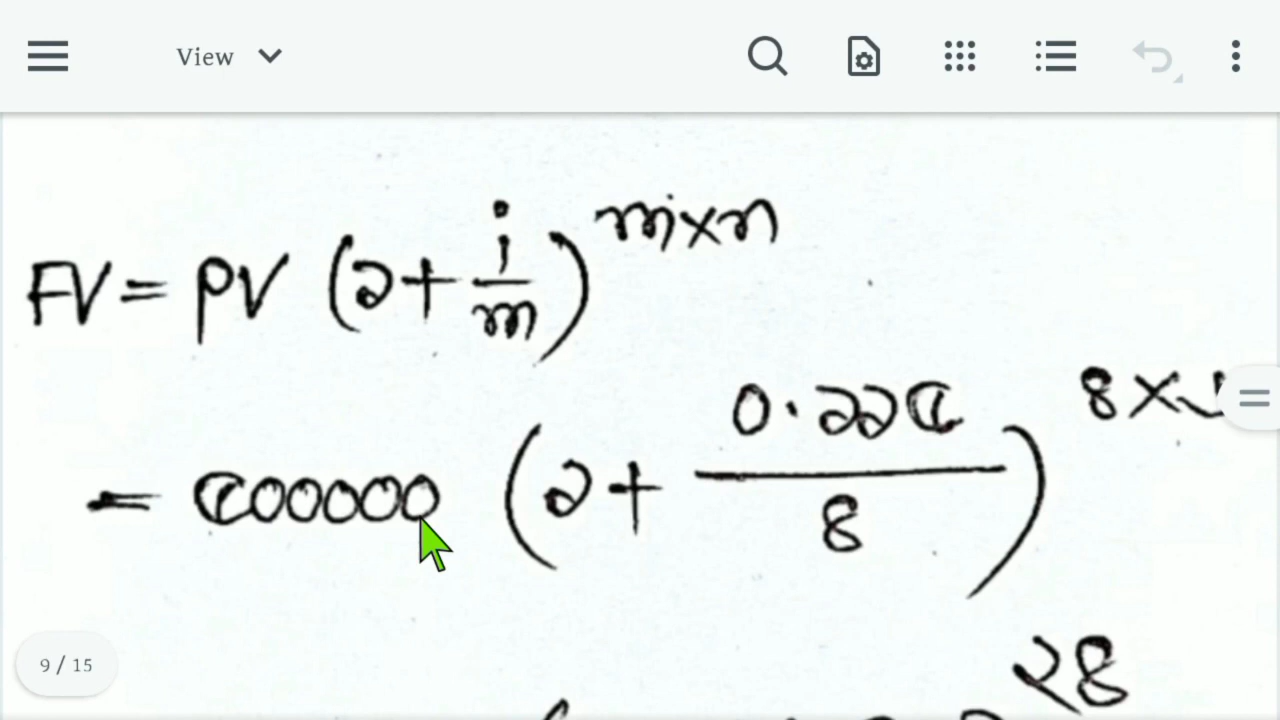 View
FV = PV (১ + i/m)^m×n
= ৫০০০০০ (১ + ০.১১৫/৪)^৪×
২৪
9 / 15